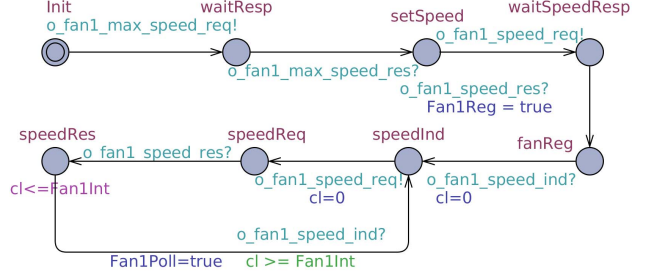 Init
waitResp
waitSpeedResp
setSpeed
o_fan1_max_speed_req!
o_fan1_speed_req!
o_fan1_max_speed_res?
o_fan1_speed_res?
Fan1Reg = true
speedRes
speedReq
speedInd
fanReg
o_fan1_speed_res?
cl<=Fan1Int
o_fan1_speed_req!
o_fan1_speed_ind?
cl=0
cl=0
o_fan1_speed_ind?
Fan1Poll=true
cl >= Fan1Int